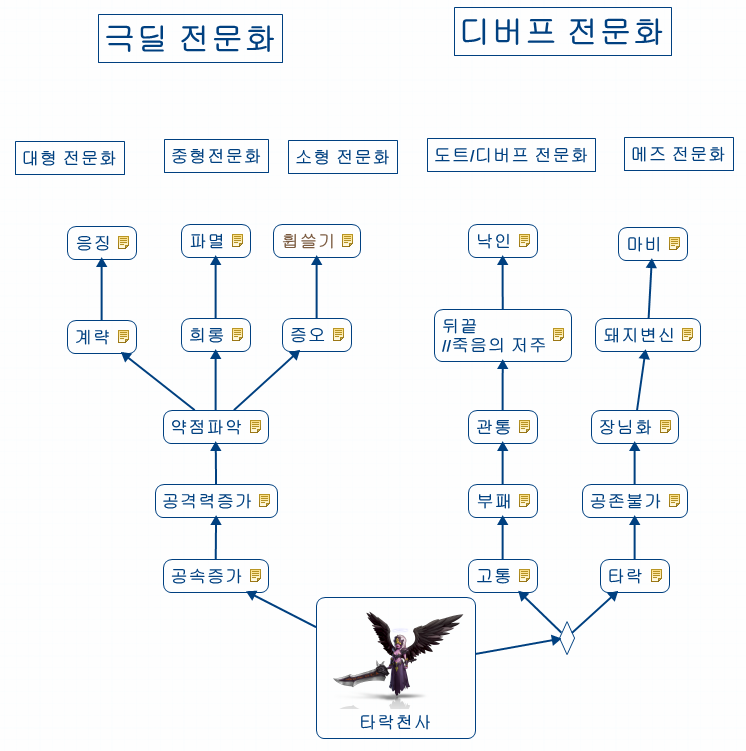 극딜 전문화
디버프 전문화
대형 전문화
중형전문화
소형 전문화
도트/디버프 전문화
메즈 전문화
응징
파멸
휩쓸기
낙인
마비
계략
희롱
증오
뒤끝
//죽음의 저주
돼지변신
약점파악
관통
장님화
공격력증가
부패
공존불가
공속증가
고통
타락
타락천사